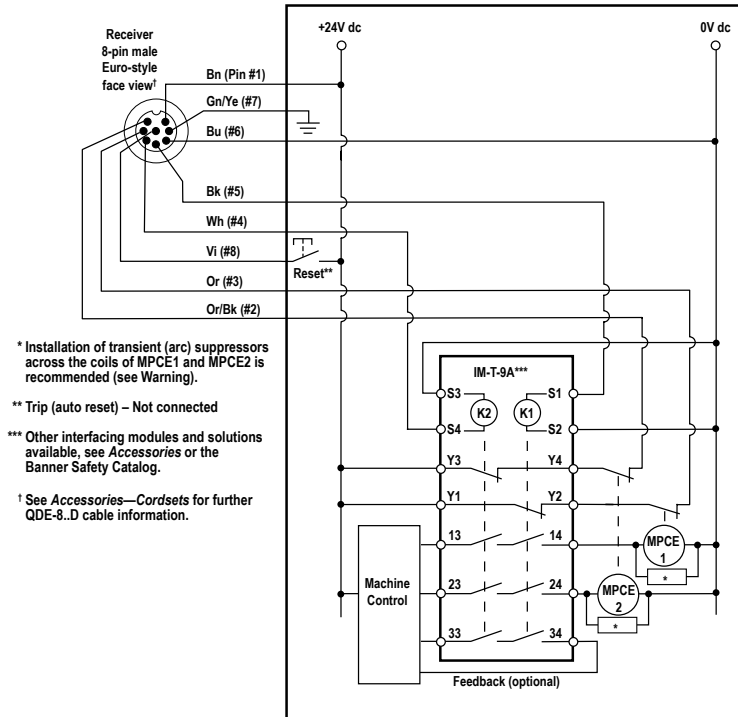 +24V dc
0V dc
Receiver
8-pin male
Euro-style
face view†
Bn (Pin #1)
Gn/Ye (#7)
Bu (#6)
Bk (#5)
Wh (#4)
Vi (#8)
Reset**
Or (#3)
Or/Bk (#2)
* Installation of transient (arc) suppressors
across the coils of MPCE1 and MPCE2 is
recommended (see Warning).
** Trip (auto reset) – Not connected
*** Other interfacing modules and solutions
available, see Accessories or the
Banner Safety Catalog.
† See Accessories—Cordsets for further
QDE-8..D cable information.
IM-T-9A***
S3
S1
K2
K1
S4
S2
Y3
Y4
Y1
Y2
13
14
MPCE
1
*
Machine
Control
23
24
MPCE
2
*
33
34
Feedback (optional)